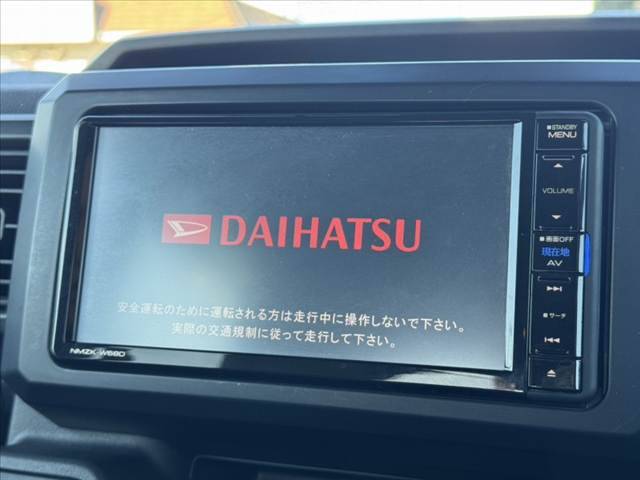 ■STANDBY
MENU
VOLUME
■画面OFF
現在地
AV
■サーチ
DAIHATSU
安全運転のために運転される方は走行中に操作しないで下さい。
実際の交通規制に従って走行して下さい。
NMZK-W68D